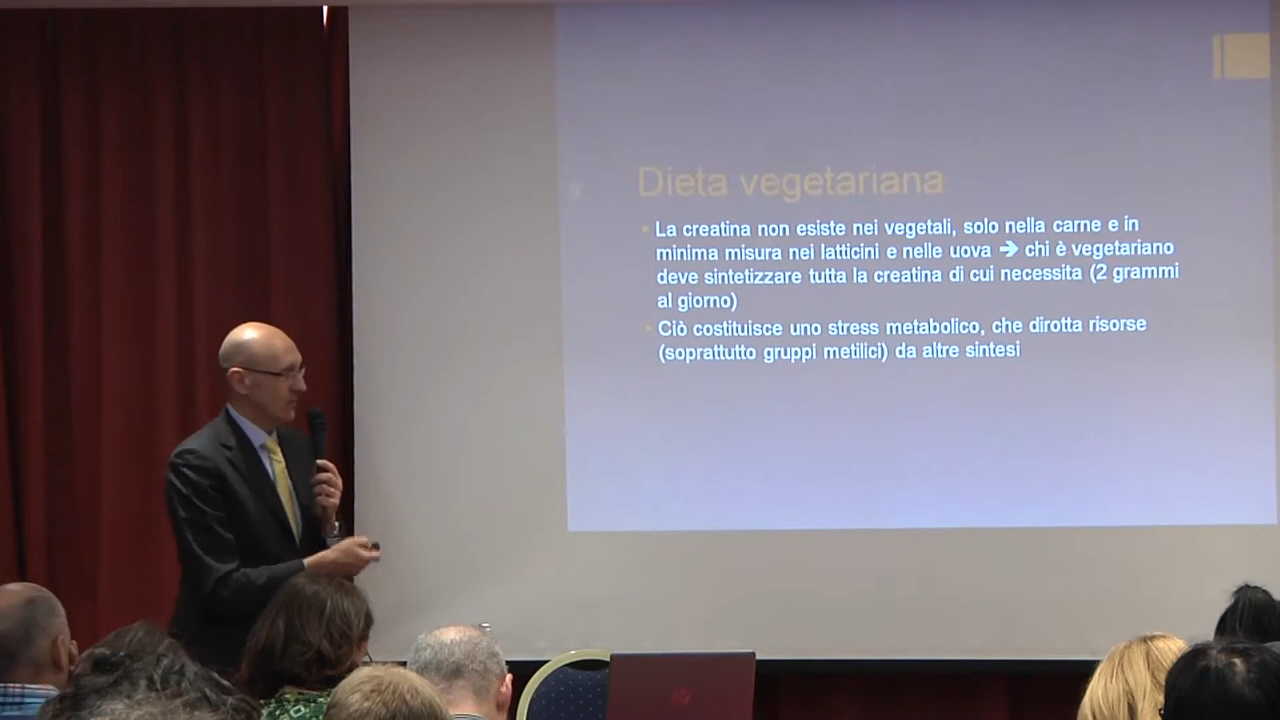 Dieta vegetariana
La creatina non esiste nei vegetali, solo nella carne e in
minima misura nei latticini e nelle uova ➔ chi è vegetariano
deve sintetizzare tutta la creatina di cui necessita (2 grammi
al giorno)
Ciò costituisce uno stress metabolico, che dirotta risorse
(soprattutto gruppi metilici) da altre sintesi